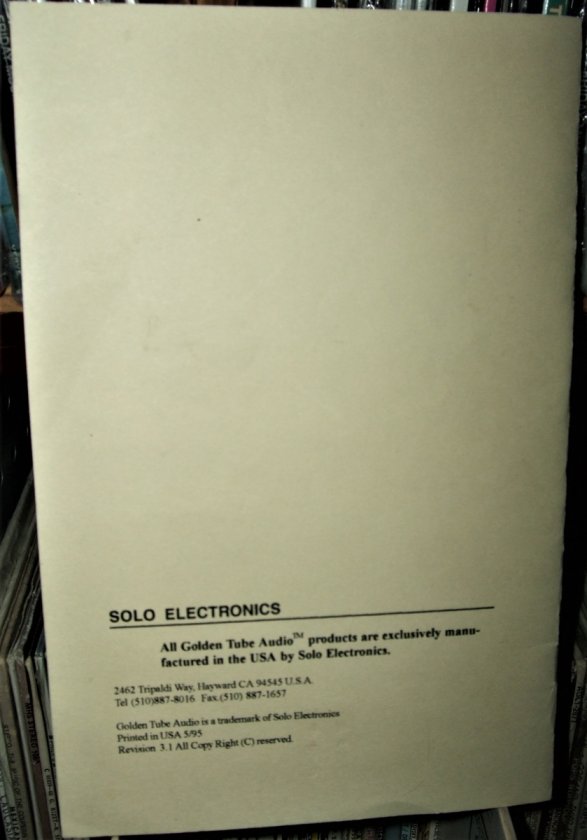 SOLO ELECTRONICS
All Golden Tube Audio™ products are exclusively manu-
factured in the USA by Solo Electronics.
2462 Tripaldi Way, Hayward CA 94545 U.S.A.
Tel (510)887-8016 Fax.(510) 887-1657
Golden Tube Audio is a trademark of Solo Electronics
Printed in USA 5/95
Revision 3.1 All Copy Right (C) reserved.